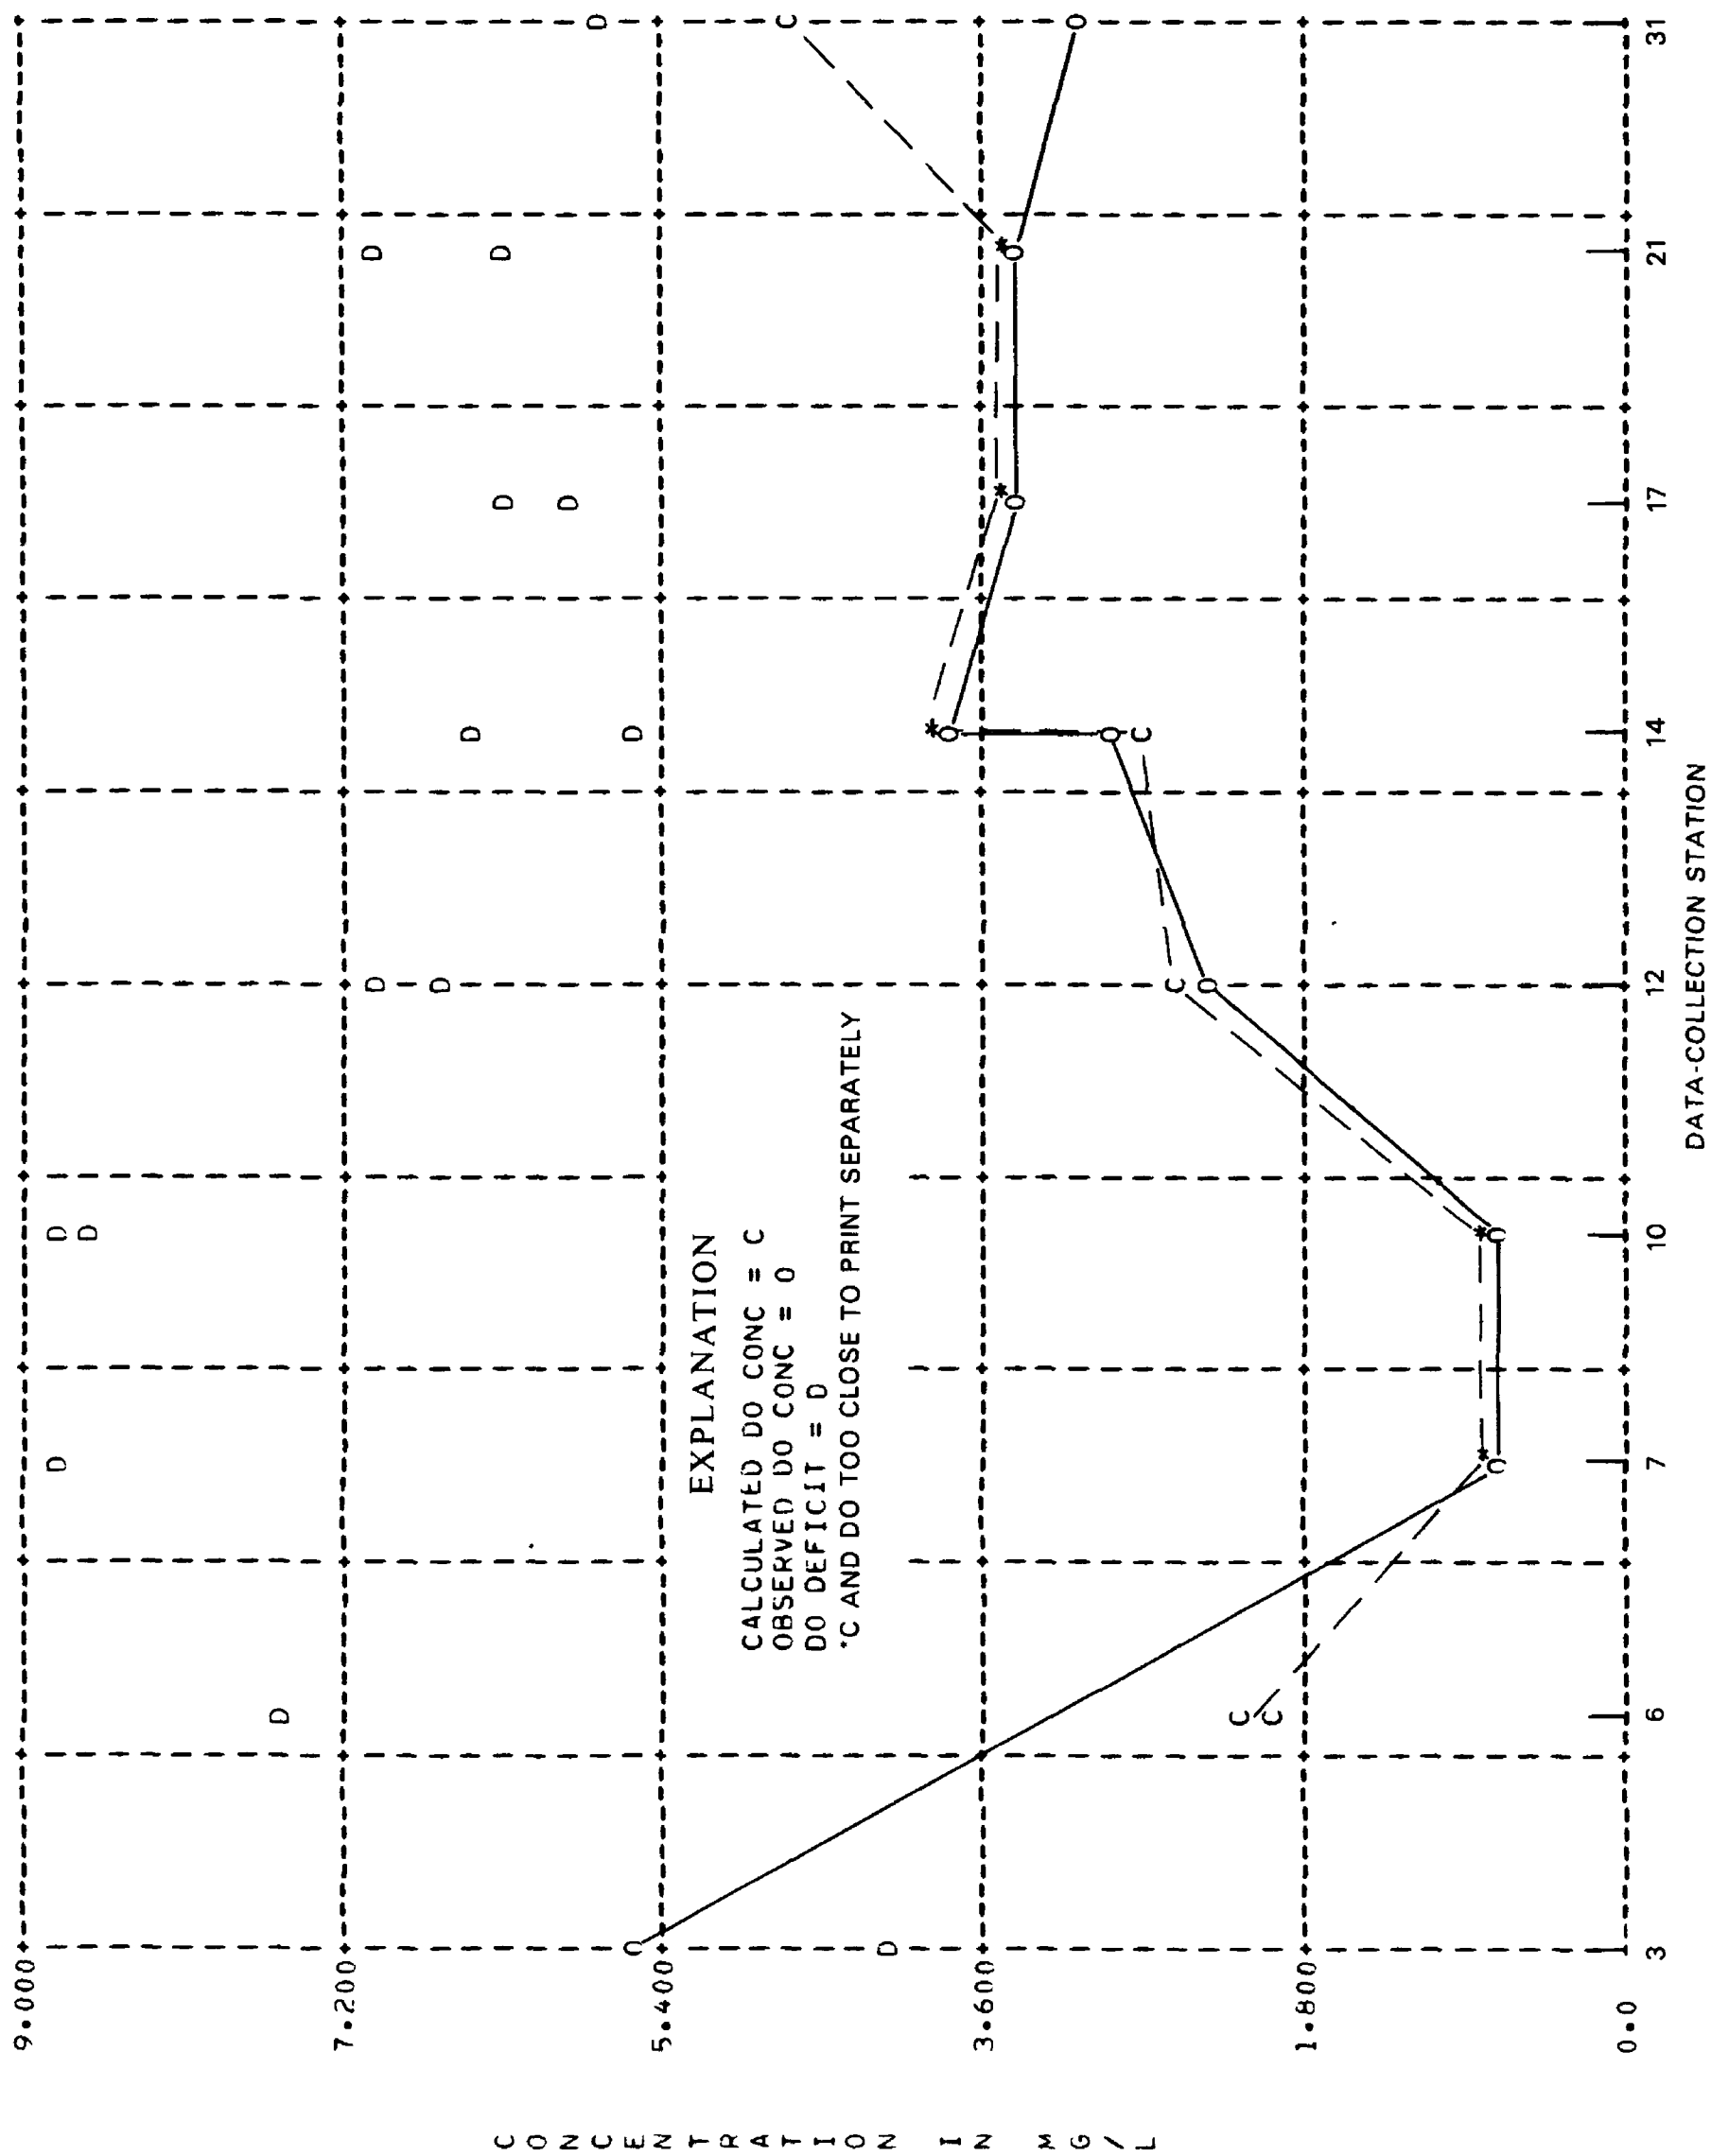 CONCENTRATION IN MG/L
9.000
7.200
5.400
3.600
1.800
0.0
EXPLANATION
CALCULATED DO CONC = C
OBSERVED DO CONC = O
DO DEFICIT = D
*C AND DO TOO CLOSE TO PRINT SEPARATELY
O
D
D
C
C
D
*
C
D
D
*
C
D
D
C
O
D
D
*
O
O
C
D
D
*
O
D
D
*
O
D
C
O
3 6 7 10 12 14 17 21 31
DATA-COLLECTION STATION